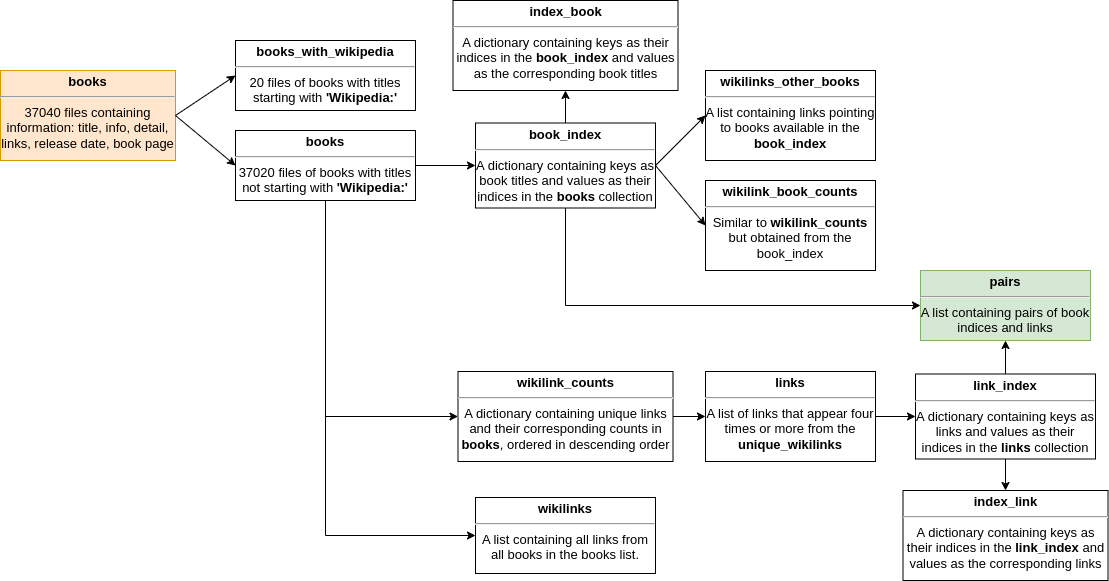 books
37040 files containing
information: title, info, detail,
links, release date, book page
books_with_wikipedia
20 files of books with titles
starting with 'Wikipedia:'
books
37020 files of books with titles
not starting with 'Wikipedia:'
index_book
A dictionary containing keys as their
indices in the book_index and values
as the corresponding book titles
book_index
A dictionary containing keys as
book titles and values as their
indices in the books collection
wikilinks_other_books
A list containing links pointing
to books available in the
book_index
wikilink_book_counts
Similar to wikilink_counts
but obtained from the
book_index
pairs
A list containing pairs of book
indices and links
wikilink_counts
A dictionary containing unique links
and their corresponding counts in
books, ordered in descending order
links
A list of links that appear four
times or more from the
unique_wikilinks
link_index
A dictionary containing keys as
links and values as their
indices in the links collection
wikilinks
A list containing all links from
all books in the books list.
index_link
A dictionary containing keys as
their indices in the link_index and
values as the corresponding links